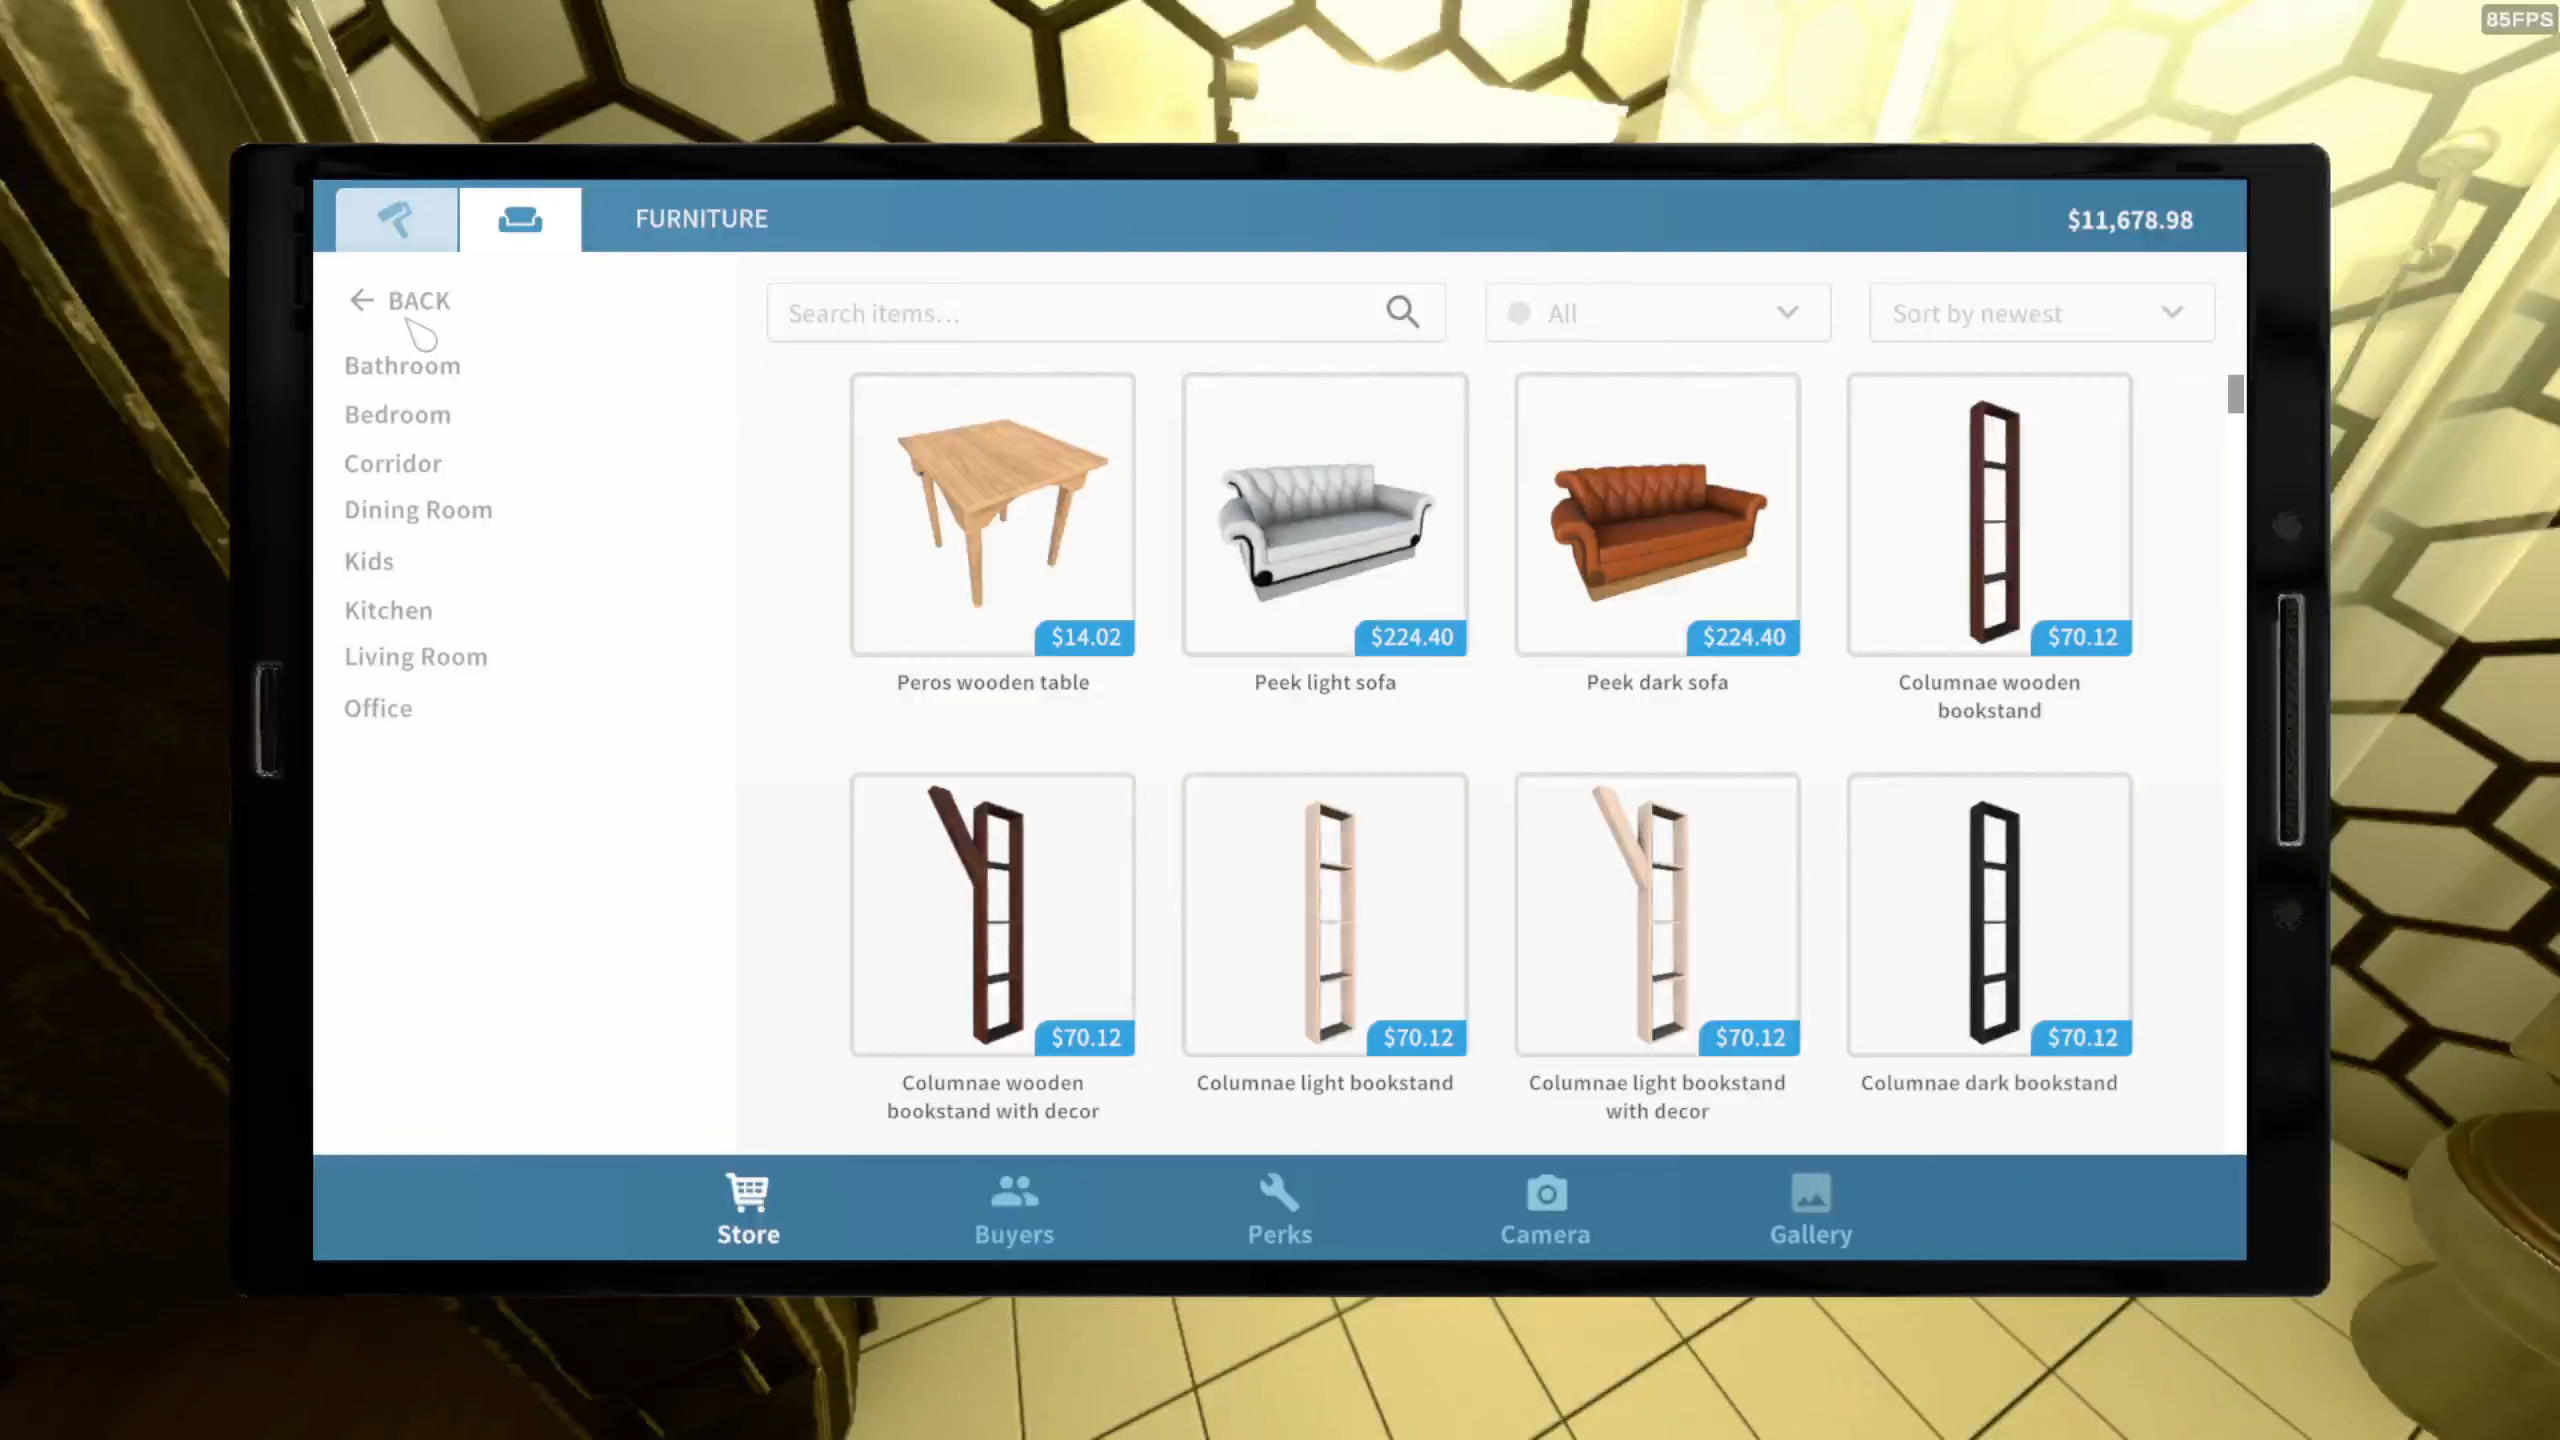 85FPS
FURNITURE
$11,678.98
BACK
Search items...
All
Sort by newest
Bathroom
Bedroom
Corridor
Dining Room
Kids
Kitchen
Living Room
Office
$14.02
$224.40
$224.40
$70.12
Peros wooden table
Peek light sofa
Peek dark sofa
Columnae wooden
bookstand
$70.12
$70.12
$70.12
$70.12
Columnae wooden
bookstand with decor
Columnae light bookstand
Columnae light bookstand
with decor
Columnae dark bookstand
Store
Buyers
Perks
Camera
Gallery